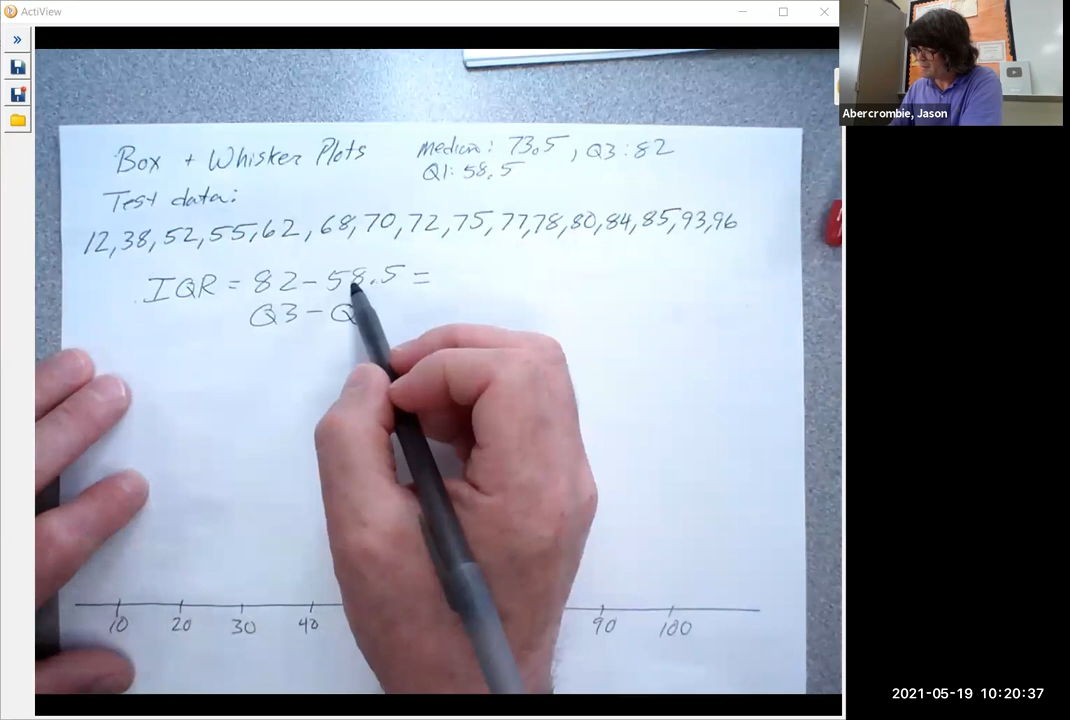 ActiView
Abercrombie, Jason
Box + Whisker Plots
Median: 73.5, Q3: 82
Q1: 58.5
Test data:
12, 38, 52, 55, 62, 68, 70, 72, 75, 77, 78, 80, 84, 85, 93, 96
IQR = 82 - 58.5 =
Q3 - Q
10 20 30 40 90 100
2021-05-19 10:20:37